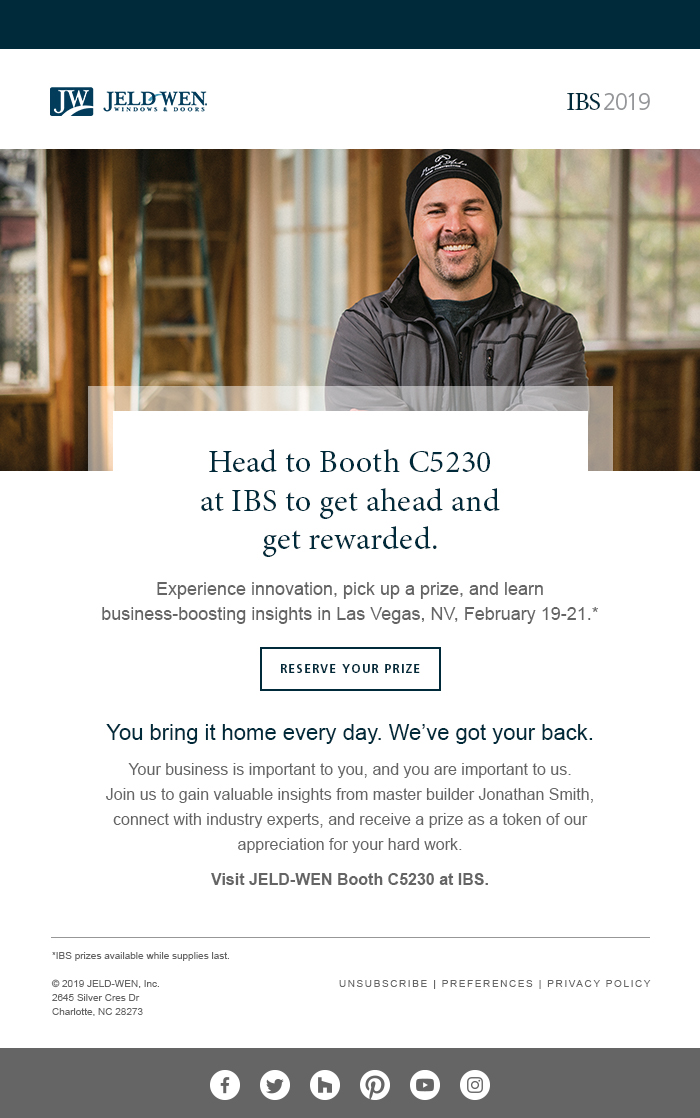 JW JELD-WEN.
WINDOWS & DOORS
IBS 2019
Head to Booth C5230
at IBS to get ahead and
get rewarded.
Experience innovation, pick up a prize, and learn
business-boosting insights in Las Vegas, NV, February 19-21.*
RESERVE YOUR PRIZE
You bring it home every day. We’ve got your back.
Your business is important to you, and you are important to us.
Join us to gain valuable insights from master builder Jonathan Smith,
connect with industry experts, and receive a prize as a token of our
appreciation for your hard work.
Visit JELD-WEN Booth C5230 at IBS.
*IBS prizes available while supplies last.
© 2019 JELD-WEN, Inc.
2645 Silver Cres Dr
Charlotte, NC 28273
UNSUBSCRIBE | PREFERENCES | PRIVACY POLICY